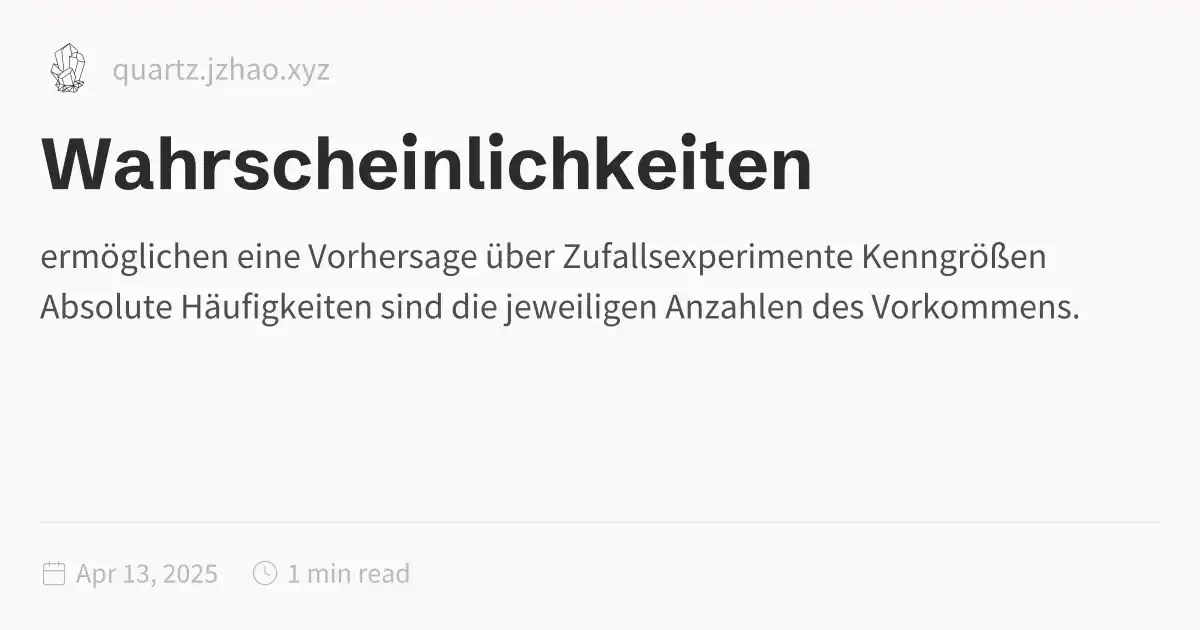 quartz.jzhao.xyz
Wahrscheinlichkeiten
ermöglichen eine Vorhersage über Zufallsexperimente Kenngrößen
Absolute Häufigkeiten sind die jeweiligen Anzahlen des Vorkommens.
Apr 13, 2025 1 min read